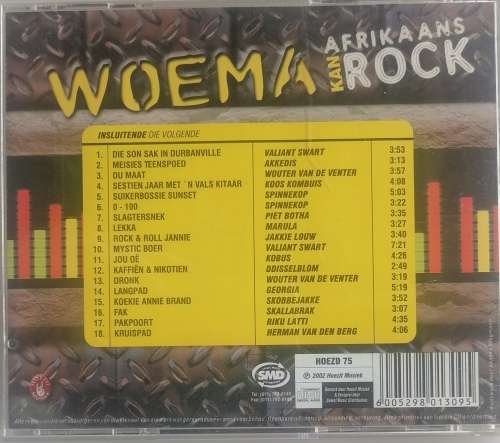 WOEMA KAN AFRIKAANS ROCK
INSLUITENDE DIE VOLGENDE
1. DIE SON SAK IN DURBANVILLE VALIANT SWART 3:53
2. MEISIES TEENSPOED AKKEDIS 3:13
3. OU MAAT WOUTER VAN DE VENTER 3:57
4. SESTIEN JAAR MET `N VALS KITAAR KOOS KOMBUIS 4:08
5. SUIKERBOSSIE SUNSET SPINNEKOP 5:03
6. 0 - 100 SPINNEKOP 3:22
7. SLAGTERSNEK PIET BOTHA 3:35
8. LEKKA MARULA 3:27
9. ROCK & ROLL JANNIE JAKKIE LOUW 3:40
10. MYSTIC BOER VALIANT SWART 7:21
11. JOU OË KOBUS 4:26
12. KAFFIËN & NIKOTIEN ODISSELBLOM 2:49
13. DRONK WOUTER VAN DE VENTER 3:19
14. LANGPAD GEORGIA 5:19
15. KOEKIE ANNIE BRAND SKOBBEJAKKE 3:52
16. FAK SKALLABRAK 3:07
17. PAKPOORT RIKU LATTI 4:35
18. KRUISPAD HERMAN VAN DEN BERG 4:06
SMD
HOEZD 75
℗ © 2002 Hoezit Musiek
6 005298 013095